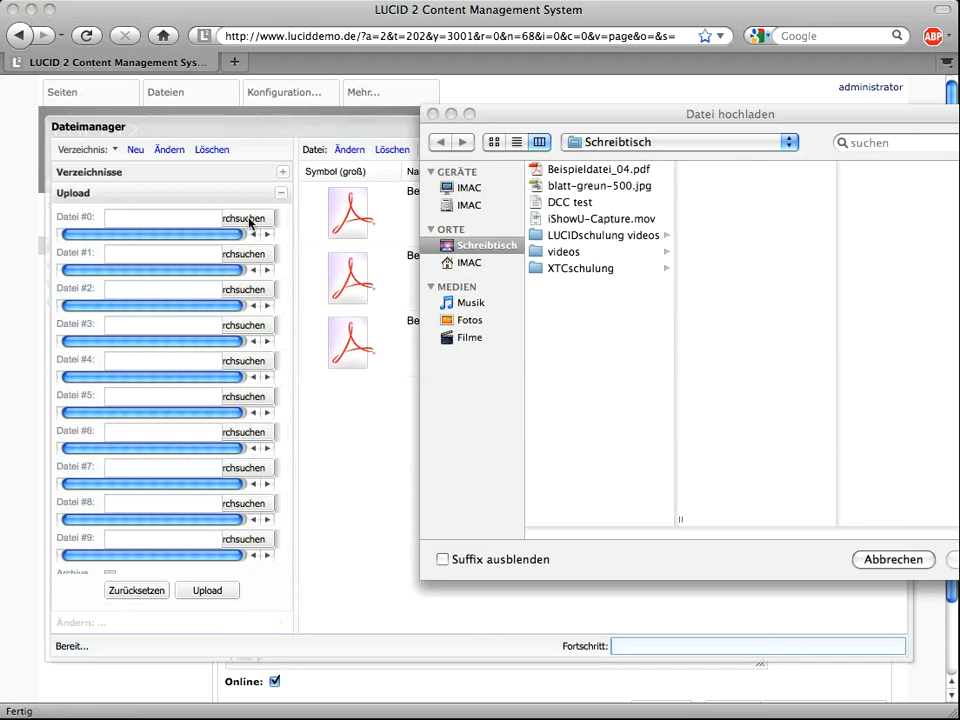 LUCID 2 Content Management System
http://www.luciddemo.de/?a=2&t=202&y=3001&r=0&n=68&i=0&c=0&v=page&o=&s=
Google
ABP
LUCID 2 Content Management Sys...
Seiten
Dateien
Konfiguration...
Mehr...
administrator
Dateimanager
Verzeichnis: Neu Ändern Löschen
Verzeichnisse
Upload
Datei #0: rchsuchen
Datei #1: rchsuchen
Datei #2: rchsuchen
Datei #3: rchsuchen
Datei #4: rchsuchen
Datei #5: rchsuchen
Datei #6: rchsuchen
Datei #7: rchsuchen
Datei #8: rchsuchen
Datei #9: rchsuchen
Zurücksetzen
Upload
Ändern: ...
Bereit...
Datei: Ändern Löschen
Symbol (groß)
Na
Be
Be
Be
Datei hochladen
Schreibtisch
suchen
GERÄTE
IMAC
IMAC
ORTE
Schreibtisch
IMAC
MEDIEN
Musik
Fotos
Filme
Beispieldatei_04.pdf
blatt-greun-500.jpg
DCC test
iShowU-Capture.mov
LUCIDschulung videos
videos
XTCschulung
Suffix ausblenden
Abbrechen
Fortschritt:
Online:
Fertig